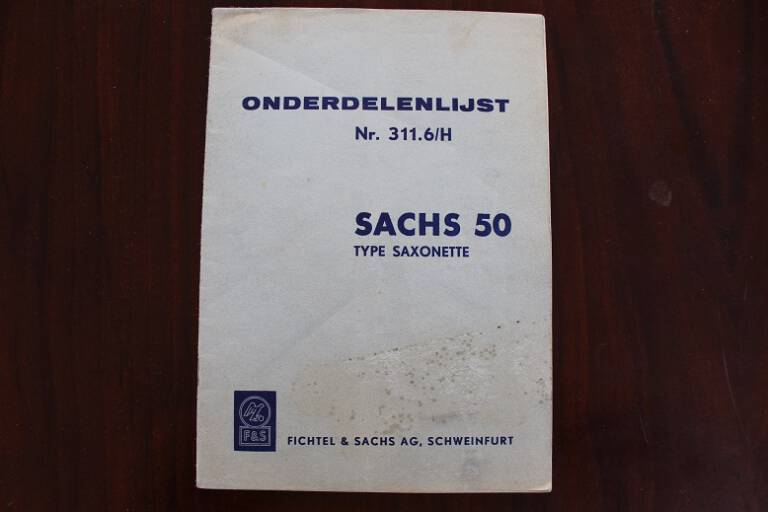 ONDERDELENLIJST
Nr. 311.6/H
SACHS 50
TYPE SAXONETTE
F&S
FICHTEL & SACHS AG, SCHWEINFURT